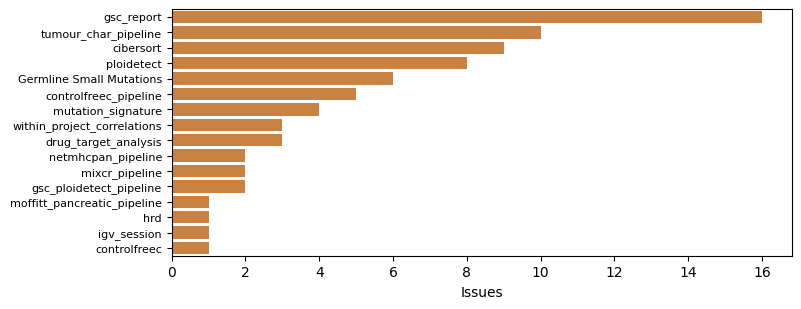 gsc_report
tumour_char_pipeline
cibersort
ploidetect
Germline Small Mutations
controlfreec_pipeline
mutation_signature
within_project_correlations
drug_target_analysis
netmhcpan_pipeline
mixcr_pipeline
gsc_ploidetect_pipeline
moffitt_pancreatic_pipeline
hrd
igv_session
controlfreec
0 2 4 6 8 10 12 14 16
Issues